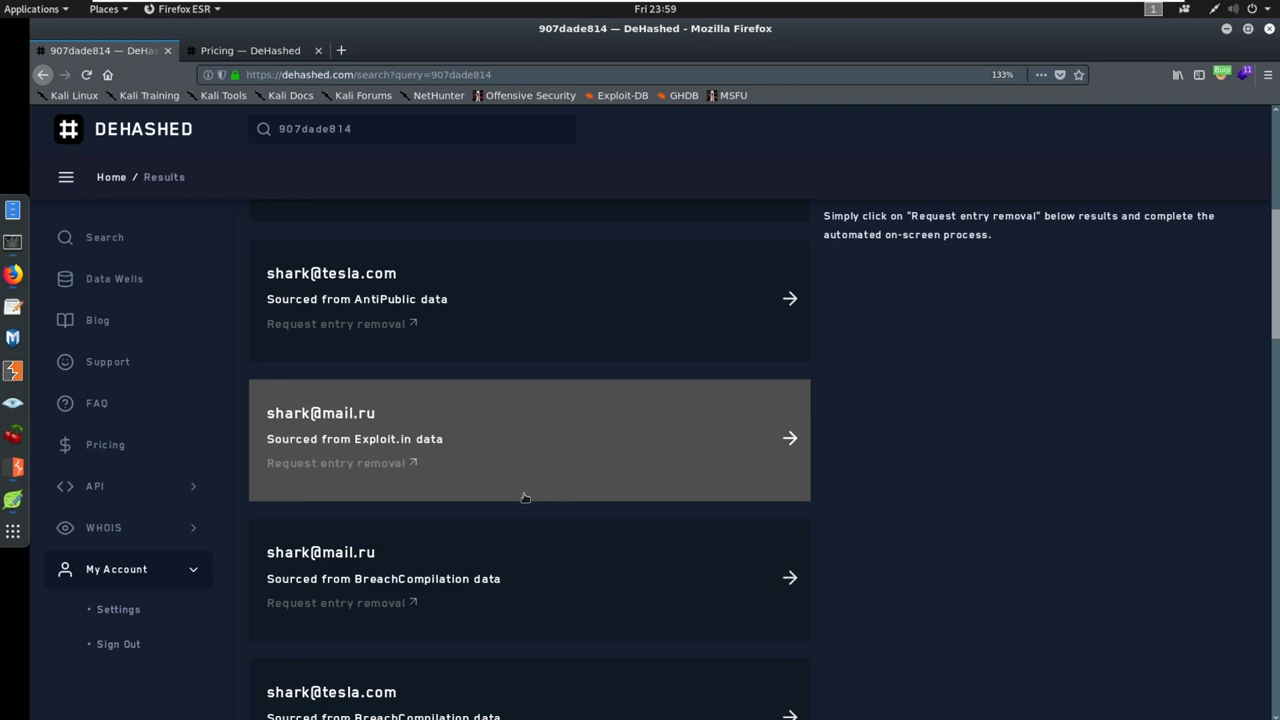 Applications
Places
Firefox ESR
Fri 23:59
1
907dade814 — DeHashed - Mozilla Firefox
907dade814 — DeHas
Pricing — DeHashed
https://dehashed.com/search?query=907dade814
133%
Burp
11
Kali Linux
Kali Training
Kali Tools
Kali Docs
Kali Forums
NetHunter
Offensive Security
Exploit-DB
GHDB
MSFU
DEHASHED
907dade814
Home / Results
Search
Data Wells
Blog
Support
FAQ
Pricing
API
WHOIS
My Account
• Settings
• Sign Out
shark@tesla.com
Sourced from AntiPublic data
Request entry removal
shark@mail.ru
Sourced from Exploit.in data
Request entry removal
shark@mail.ru
Sourced from BreachCompilation data
Request entry removal
shark@tesla.com
Sourced from BreachCompilation data
Simply click on "Request entry removal" below results and complete the
automated on-screen process.